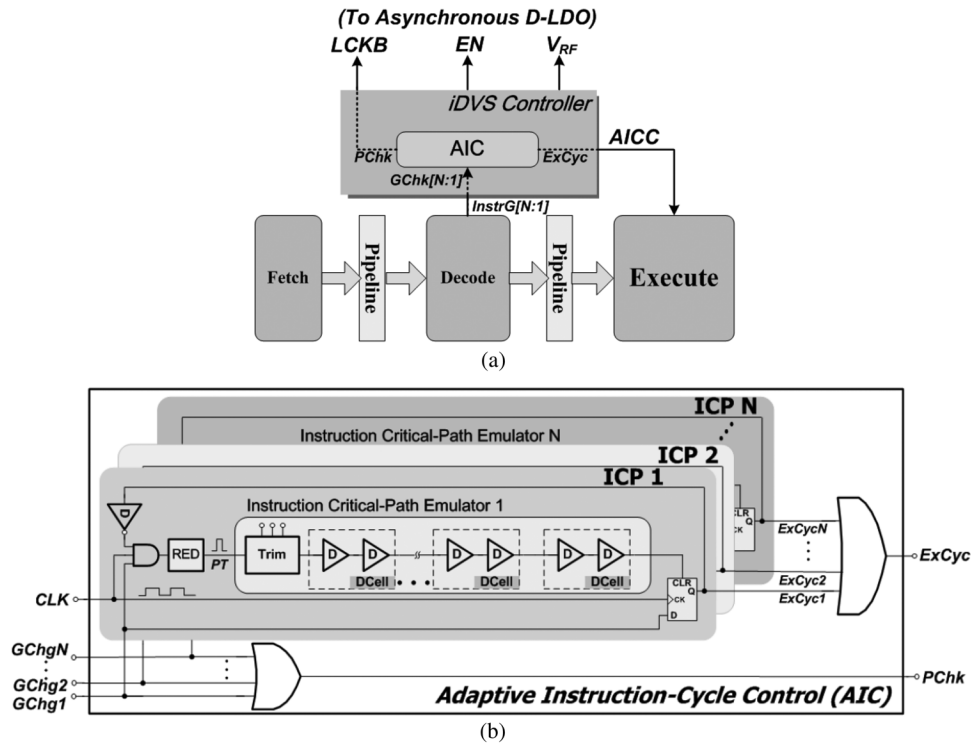 (To Asynchronous D-LDO)
LCKB EN VRF
iDVS Controller
AIC
PChk ExCyc AICC
GChk[N:1]
InstrG[N:1]
Fetch Pipeline Decode Pipeline Execute
(a)
ICP N
Instruction Critical-Path Emulator N
ICP 2
ICP 1
Instruction Critical-Path Emulator 1
D
RED PT Trim D D D D D D
DCell DCell DCell
CLR
Q
CK
CLR
Q
CK
D
CLK
ExCycN
ExCyc2
ExCyc1
ExCyc
GChgN
GChg2
GChg1
PChk
Adaptive Instruction-Cycle Control (AIC)
(b)